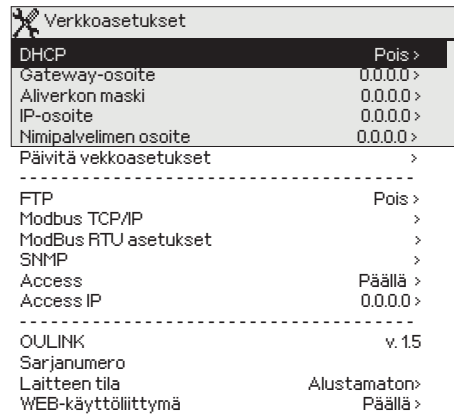 Verkkoasetukset
DHCP Pois >
Gateway-osoite 0.0.0.0 >
Aliverkon maski 0.0.0.0 >
IP-osoite 0.0.0.0 >
Nimipalvelimen osoite 0.0.0.0 >
Päivitä vekkoasetukset >
FTP Pois >
Modbus TCP/IP >
ModBus RTU asetukset >
SNMP >
Access Päällä >
Access IP 0.0.0.0 >
OULINK v. 1.5
Sarjanumero
Laitteen tila Alustamaton>
WEB-käyttöliittymä Päällä >